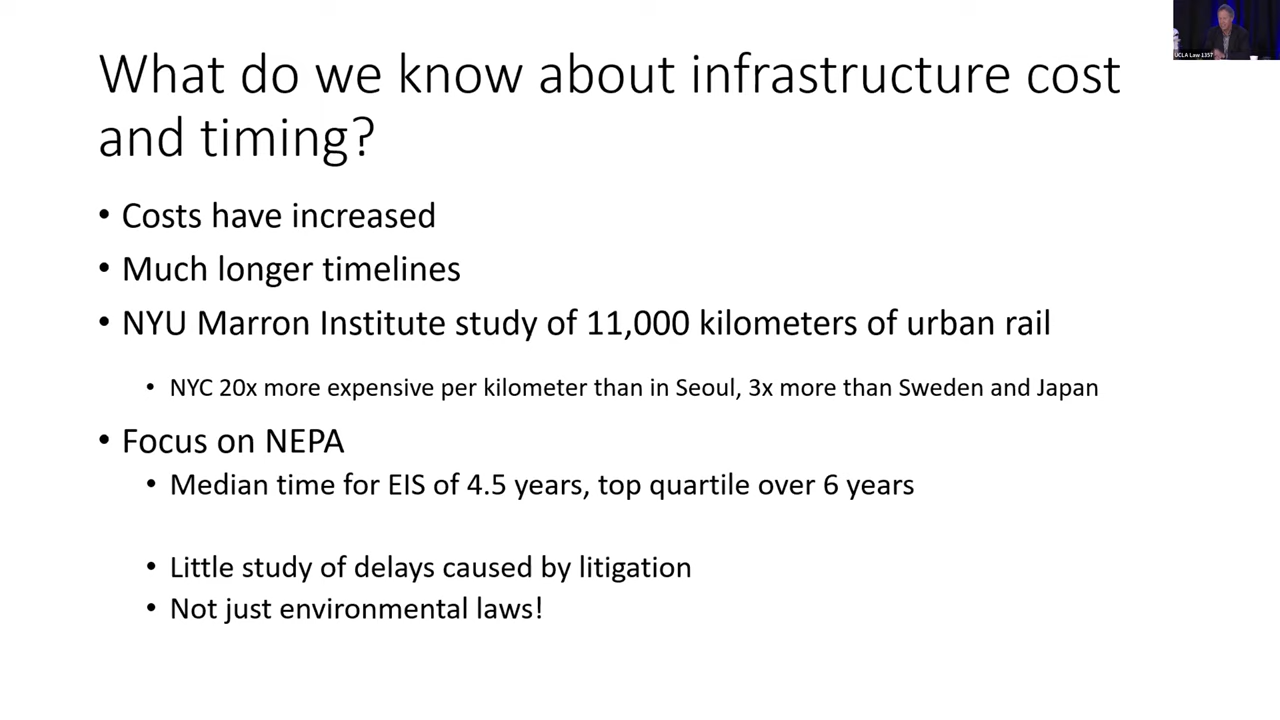 What do we know about infrastructure cost
and timing?
• Costs have increased
• Much longer timelines
• NYU Marron Institute study of 11,000 kilometers of urban rail
• NYC 20x more expensive per kilometer than in Seoul, 3x more than Sweden and Japan
• Focus on NEPA
• Median time for EIS of 4.5 years, top quartile over 6 years
• Little study of delays caused by litigation
• Not just environmental laws!
UCLA Law 1357